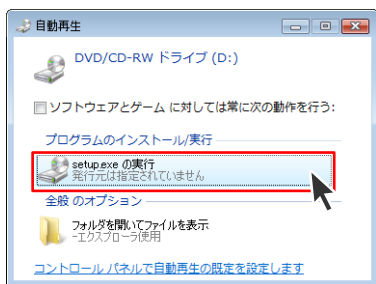 自動再生
DVD/CD-RW ドライブ (D:)
ソフトウェアとゲーム に対しては常に次の動作を行う:
プログラムのインストール/実行
setup.exe の実行
発行元は指定されていません
全般 のオプション
フォルダを開いてファイルを表示
-エクスプローラ使用
コントロール パネルで自動再生の既定を設定します